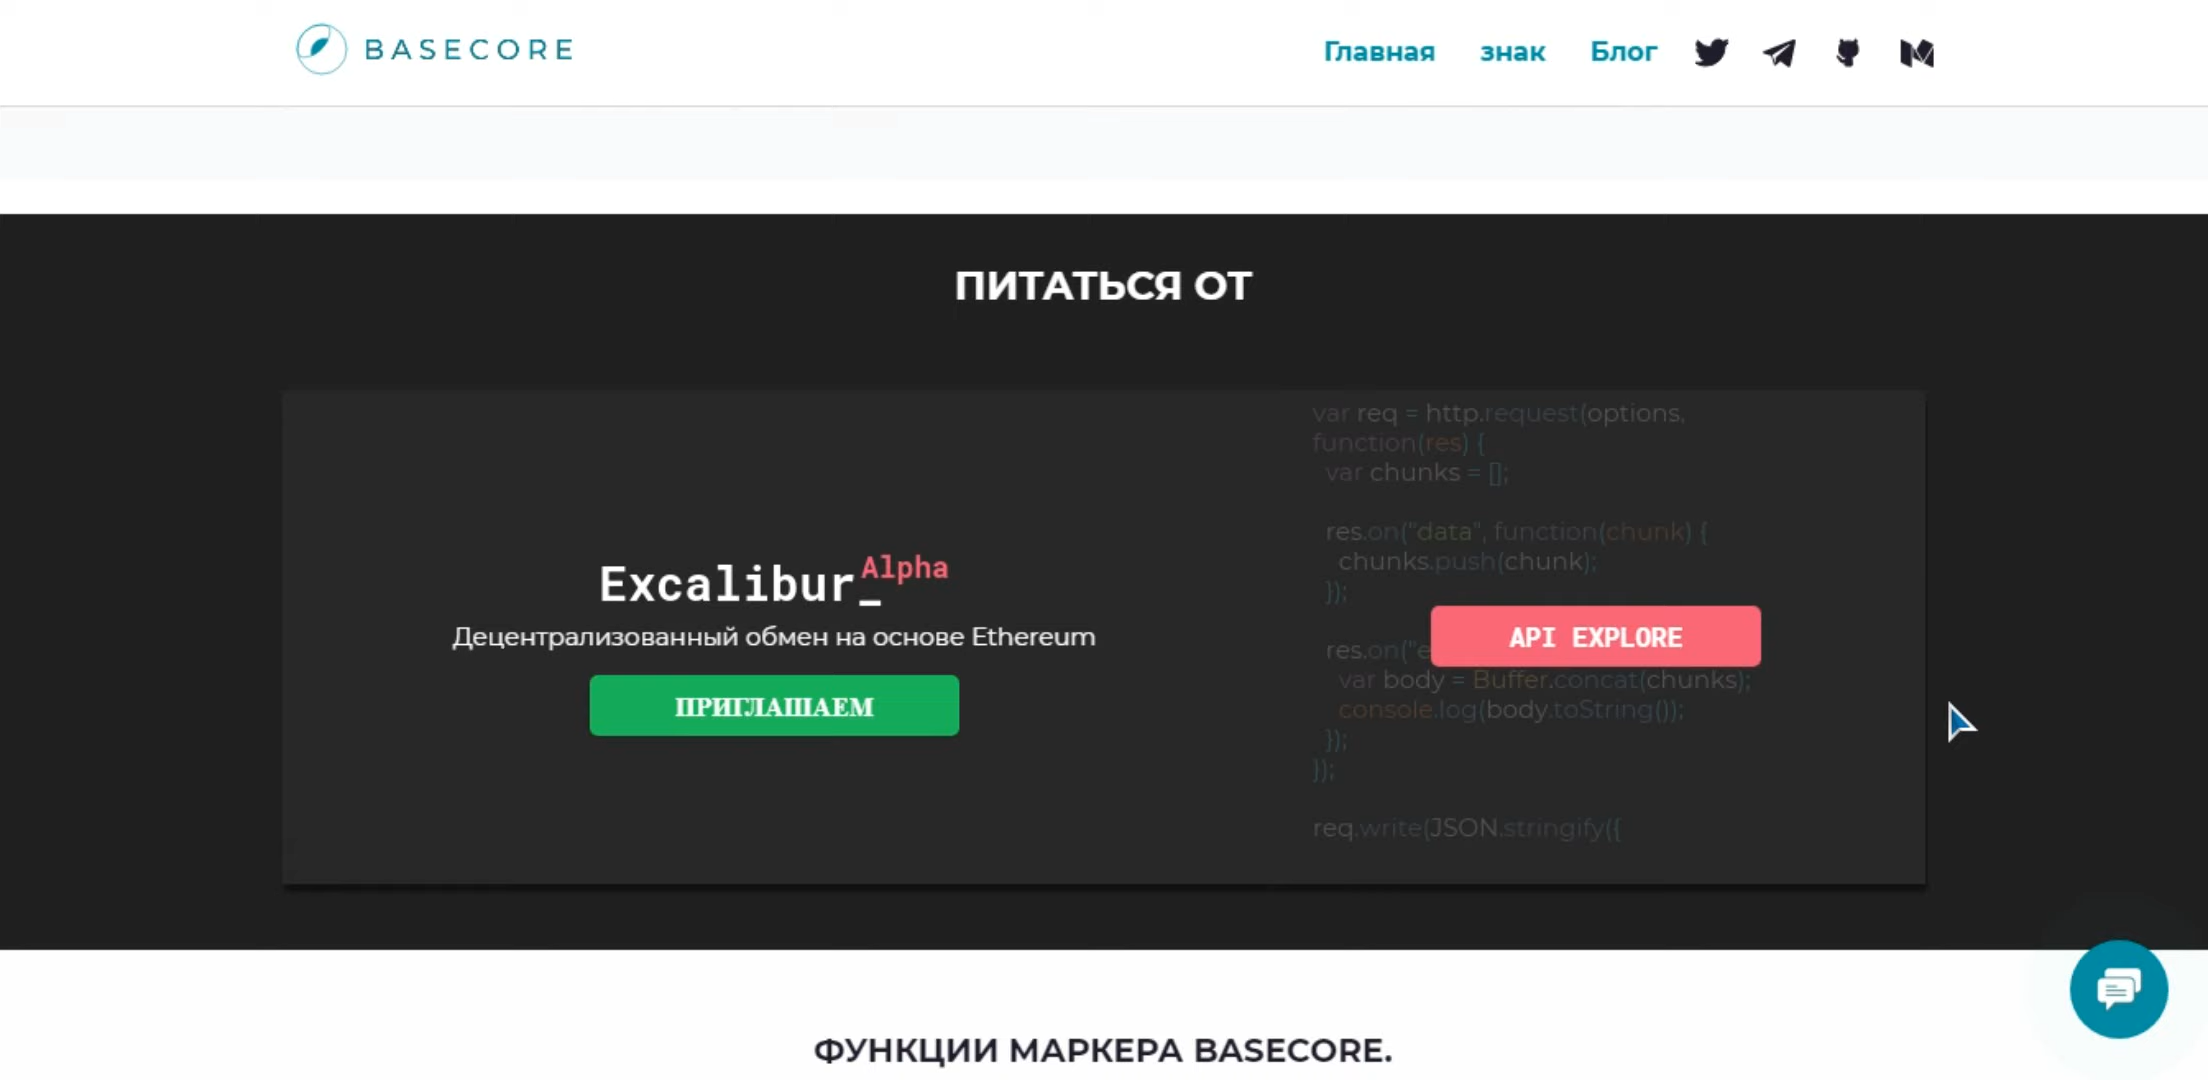 BASECORE
Главная знак Блог
ПИТАТЬСЯ ОТ
Excalibur_Alpha
Децентрализованный обмен на основе Ethereum
ПРИГЛАШАЕМ
var req = http.request(options,
function(res) {
var chunks = [];
res.on("data", function(chunk) {
chunks.push(chunk);
});
res.on("e
API EXPLORE
var body = Buffer.concat(chunks);
console.log(body.toString());
});
});
req.write(JSON.stringify({
ФУНКЦИИ МАРКЕРА BASECORE.